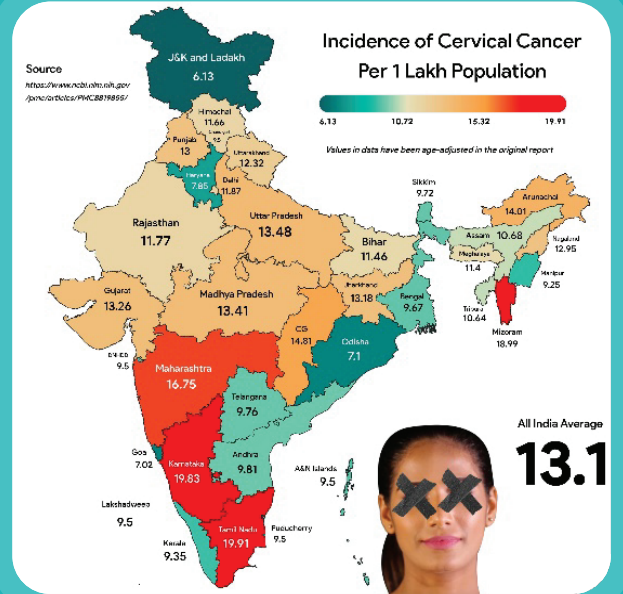 Incidence of Cervical Cancer
Per 1 Lakh Population
6.13
10.72
15.32
19.91
Values in data have been age-adjusted in the original report
Source
https://www.ncbi.nlm.nih.gov
/pmc/articles/PMC8819855/
J&K and Ladakh
6.13
Himachal
11.66
9.5
Punjab
13
Uttarakhand
12.32
Haryana
7.85
Delhi
11.87
Rajasthan
11.77
Uttar Pradesh
13.48
Bihar
11.46
Sikkim
9.72
Arunachal
14.01
Assam 10.68
Nagaland
12.95
Meghalaya
11.4
Manipur
9.25
Tripura
10.64
Mizoram
18.99
Gujarat
13.26
Madhya Pradesh
13.41
Jharkhand
13.18
Bengal
9.67
CG
14.81
Odisha
7.1
9.5
Maharashtra
16.75
Telangana
9.76
Goa
7.02
Karnataka
19.83
Andhra
9.81
A&N Islands
9.5
Lakshadweep
9.5
Kerala
9.35
Tamil Nadu
19.91
Puducherry
9.5
All India Average
13.1